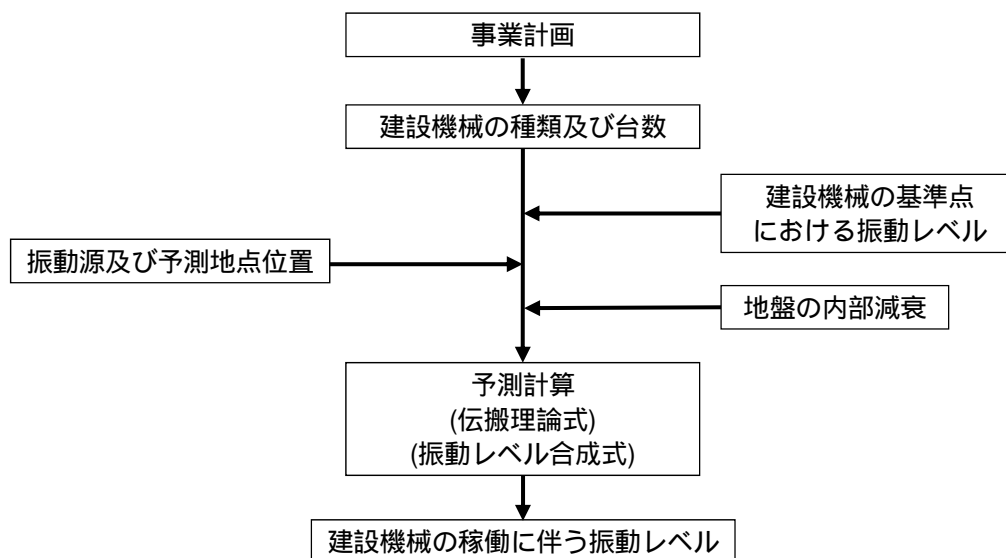 事業計画
建設機械の種類及び台数
建設機械の基準点
における振動レベル
振動源及び予測地点位置
地盤の内部減衰
予測計算
(伝搬理論式)
(振動レベル合成式)
建設機械の稼働に伴う振動レベル